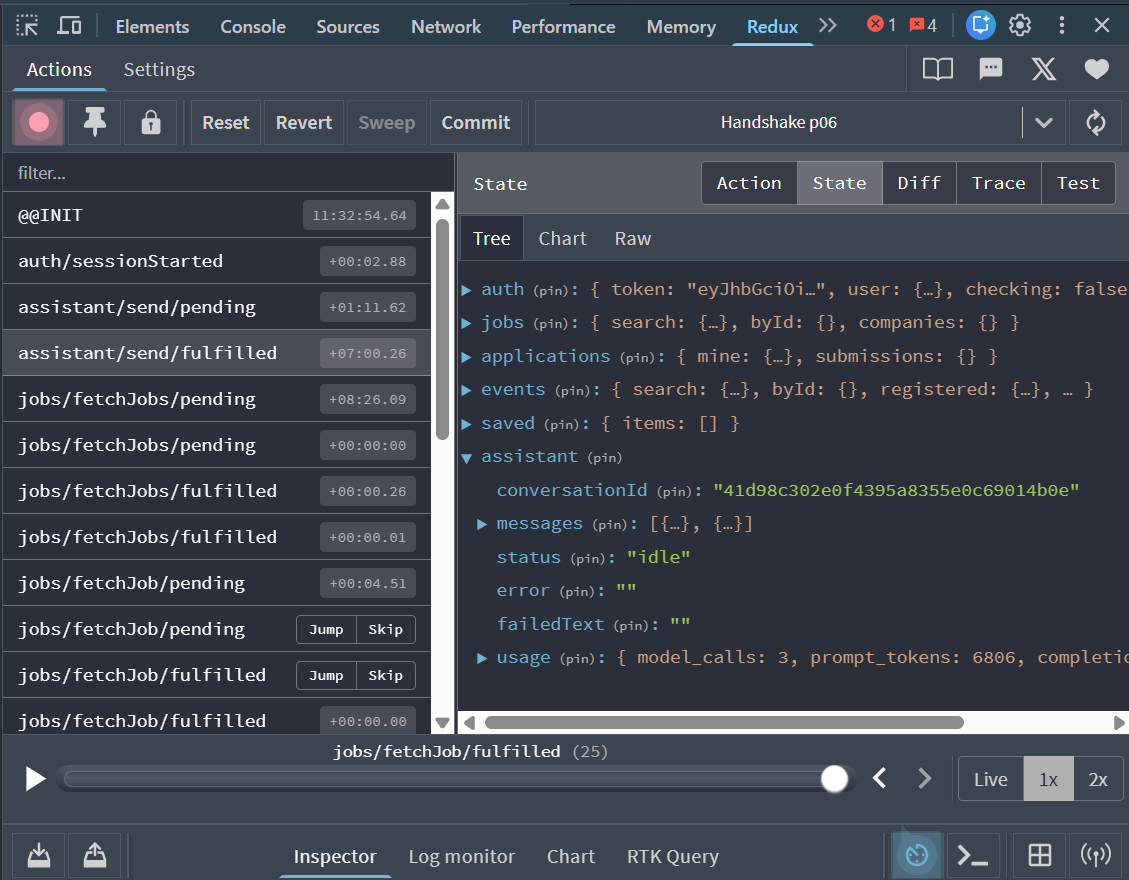 Elements Console Sources Network Performance Memory Redux 1 4
Actions Settings
Reset Revert Sweep Commit Handshake p06
filter...
@@INIT 11:32:54.64
auth/sessionStarted +00:02.88
assistant/send/pending +01:11.62
assistant/send/fulfilled +07:00.26
jobs/fetchJobs/pending +08:26.09
jobs/fetchJobs/pending +00:00:00
jobs/fetchJobs/fulfilled +00:00.26
jobs/fetchJobs/fulfilled +00:00.01
jobs/fetchJob/pending +00:04.51
jobs/fetchJob/pending Jump Skip
jobs/fetchJob/fulfilled Jump Skip
jobs/fetchJob/fulfilled +00:00.00
State Action State Diff Trace Test
Tree Chart Raw
auth (pin): { token: "eyJhbGciOi…", user: {…}, checking: false
jobs (pin): { search: {…}, byId: {}, companies: {} }
applications (pin): { mine: {…}, submissions: {} }
events (pin): { search: {…}, byId: {}, registered: {…}, … }
saved (pin): { items: [] }
assistant (pin)
conversationId (pin): "41d98c302e0f4395a8355e0c69014b0e"
messages (pin): [{…}, {…}]
status (pin): "idle"
error (pin): ""
failedText (pin): ""
usage (pin): { model_calls: 3, prompt_tokens: 6806, completio
jobs/fetchJob/fulfilled (25)
Live 1x 2x
Inspector Log monitor Chart RTK Query